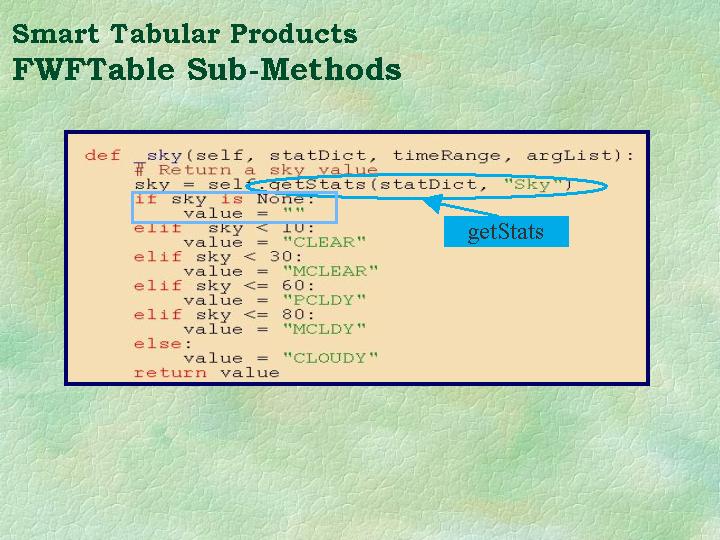 Smart Tabular Products
FWFTable Sub-Methods
def _sky(self, statDict, timeRange, argList):
# Return a sky value
sky = self.getStats(statDict, "Sky")
if sky is None:
value = ""
elif  sky < 10:
value = "CLEAR"
elif sky < 30:
value = "MCLEAR"
elif sky <= 60:
value = "PCLDY"
elif sky <= 80:
value = "MCLDY"
else:
value = "CLOUDY"
return value
getStats